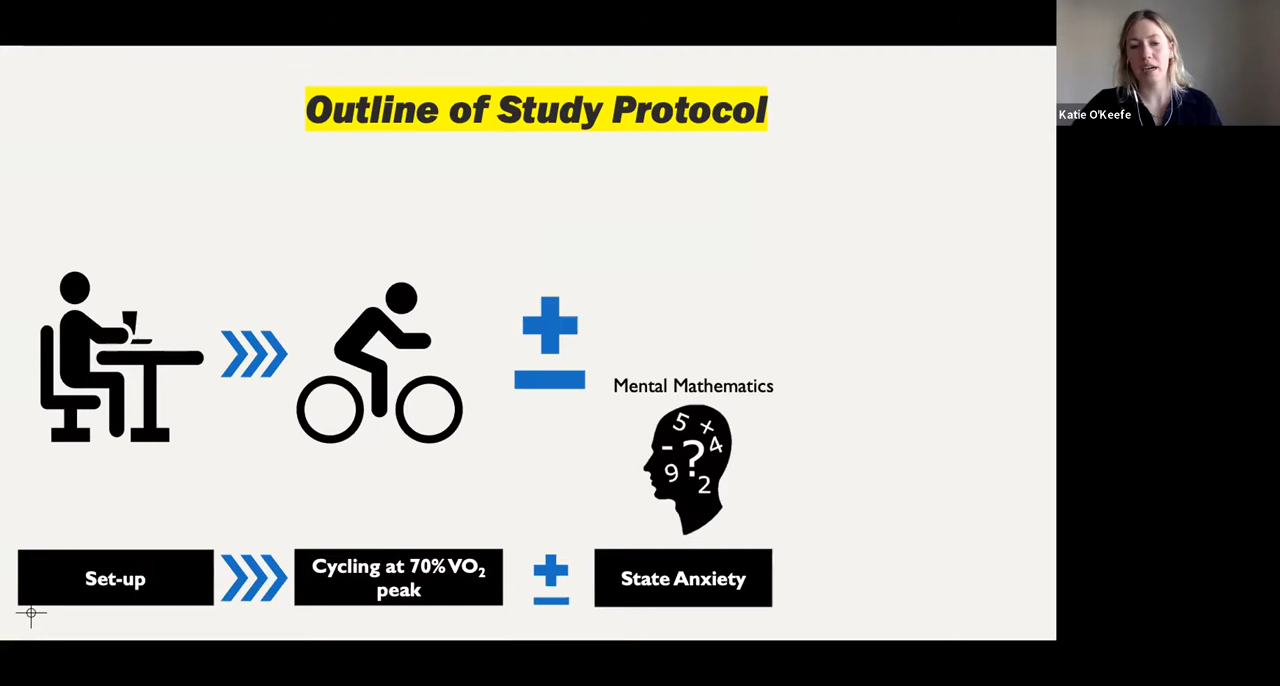 Outline of Study Protocol
Katie O'Keefe
Mental Mathematics
5 +
- ? 4
9 2
Set-up
Cycling at 70% VO₂
peak
State Anxiety